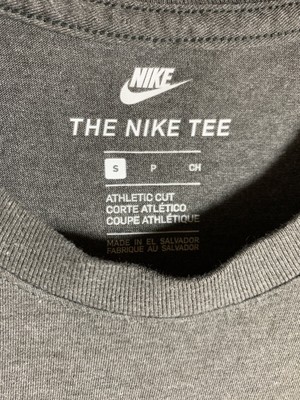 NIKE
THE NIKE TEE
S P CH
ATHLETIC CUT
CORTE ATLÉTICO
COUPE ATHLÉTIQUE
MADE IN EL SALVADOR
FABRIQUÉ AU SALVADOR